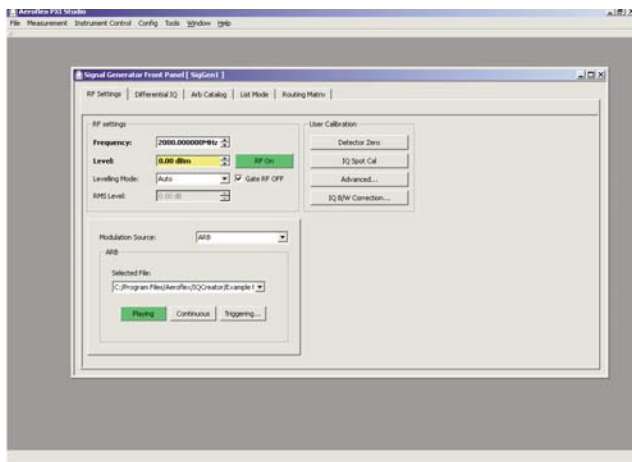 Aeroflex PXI Studio
File Measurement Instrument Control Config Tools Window Help
Signal Generator Front Panel [ SigGen1 ]
RF Settings Differential IQ Arb Catalog List Mode Routing Matrix
RF settings
Frequency: 2000.000000MHz
Level: 0.00 dBm RF On
Levelling Mode: Auto Gate RF OFF
RMS Level: 0.00 dB
User Calibration
Detector Zero
IQ Spot Cal
Advanced...
IQ B/W Correction...
Modulation Source: ARB
ARB
Selected File:
C:/Program Files/Aeroflex/IQCreator/Example
Playing Continuous Triggering...